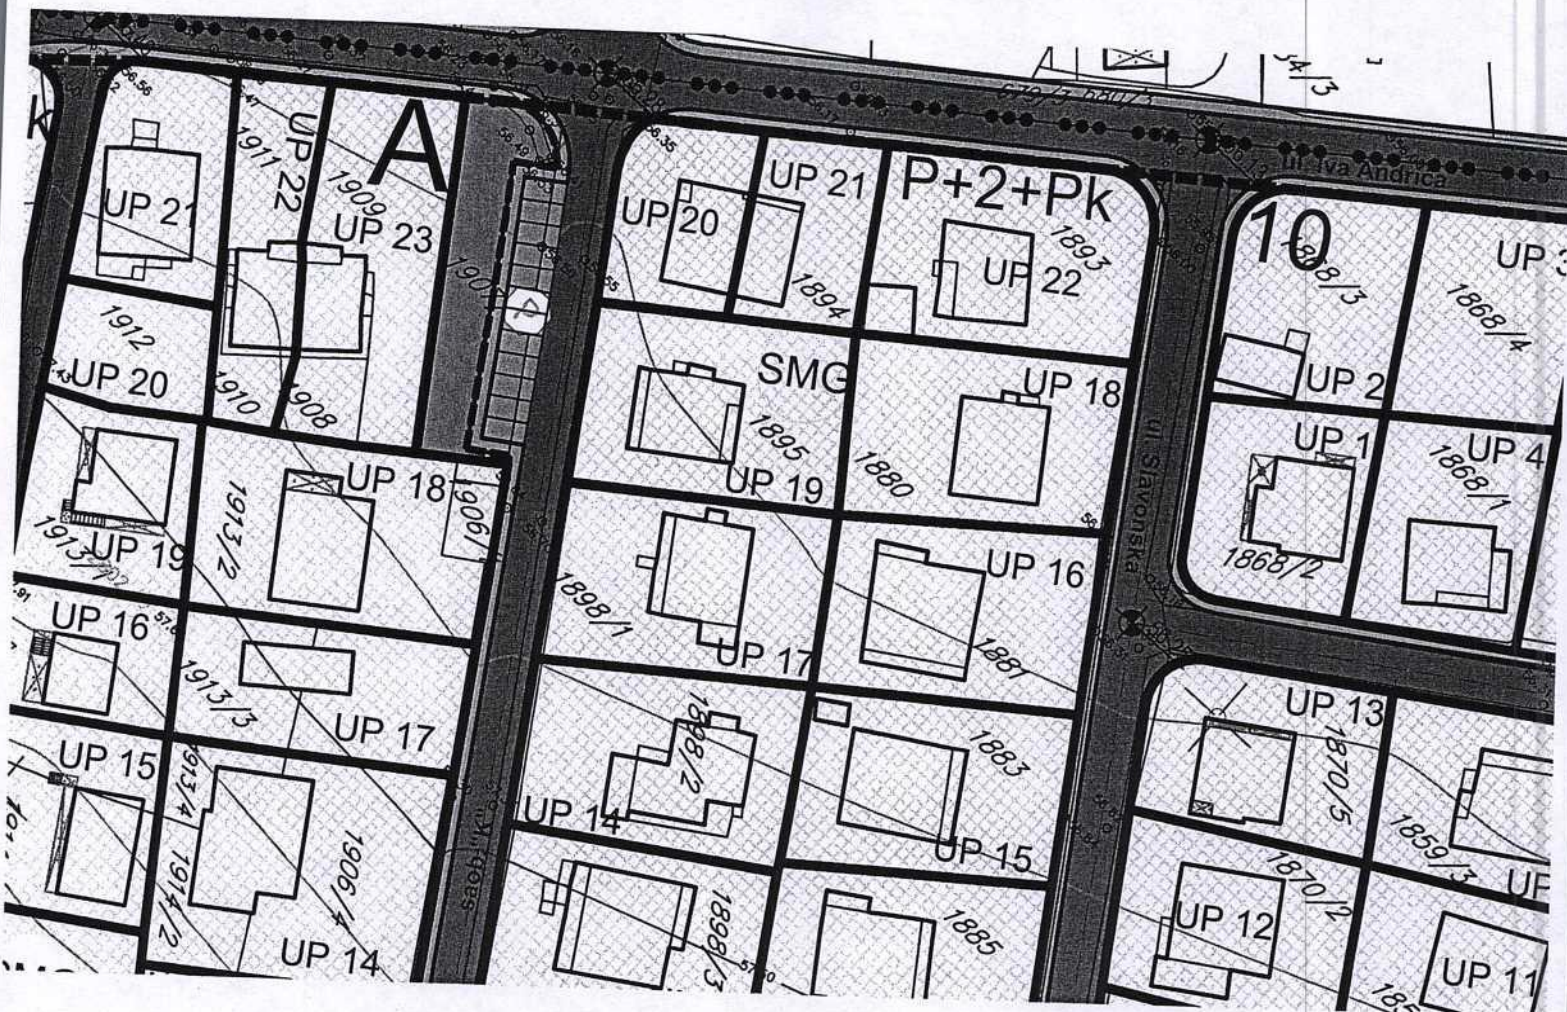 UP 21
1911
UP 22
1909
A
UP 23
UP 20
UP 21
1894
P+2+Pk
1893
UP 22
ul. Iva Andrića
10
1868/4
UP 2
1912
UP 20
1910
1908
SMG
1895
UP 19
UP 18
1880
ul. Slavonska
UP 1
1868/2
UP 4
1868/1
UP 19
1913/2
UP 18
1906/1
1898/1
UP 17
UP 16
1881
UP 16
1913/3
UP 17
1898/2
UP 14
1883
UP 15
UP 13
1870/5
1859/3
UP 15
1913/4
1914/2
1906/4
UP 14
saob. "K"
1898/3
57.50
1885
1870/2
UP 12
UP 11